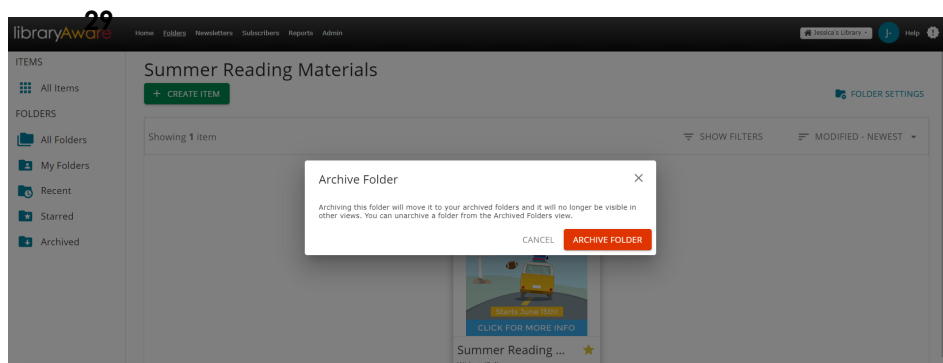 29
libraryAware
Home Folders Newsletters Subscribers Reports Admin
Jessica's Library
J-
Help
ITEMS
All Items
FOLDERS
All Folders
My Folders
Recent
Starred
Archived
Summer Reading Materials
+ CREATE ITEM
FOLDER SETTINGS
Showing 1 item
SHOW FILTERS
MODIFIED - NEWEST
Archive Folder
Archiving this folder will move it to your archived folders and it will no longer be visible in
other views. You can unarchive a folder from the Archived Folders view.
CANCEL
ARCHIVE FOLDER
Starts June 15th!
CLICK FOR MORE INFO
Summer Reading ...